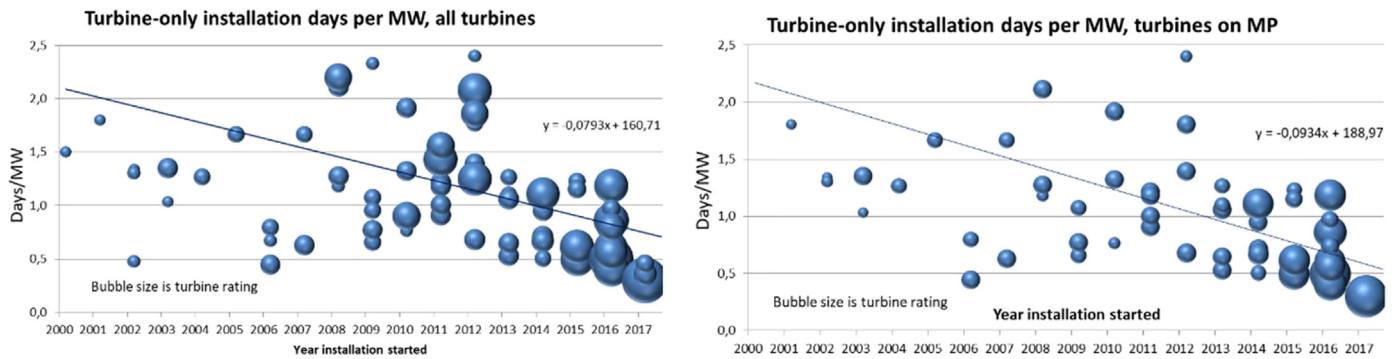 Turbine-only installation days per MW, all turbines
2,5
2,0
1,5
1,0
0,5
0,0
Days/MW
y = -0,0793x + 160,71
Bubble size is turbine rating
2000 2001 2002 2003 2004 2005 2006 2007 2008 2009 2010 2011 2012 2013 2014 2015 2016 2017
Year installation started
Turbine-only installation days per MW, turbines on MP
2,5
2,0
1,5
1,0
0,5
0,0
Days/MW
y = -0,0934x + 188,97
Bubble size is turbine rating
Year installation started
2000 2001 2002 2003 2004 2005 2006 2007 2008 2009 2010 2011 2012 2013 2014 2015 2016 2017